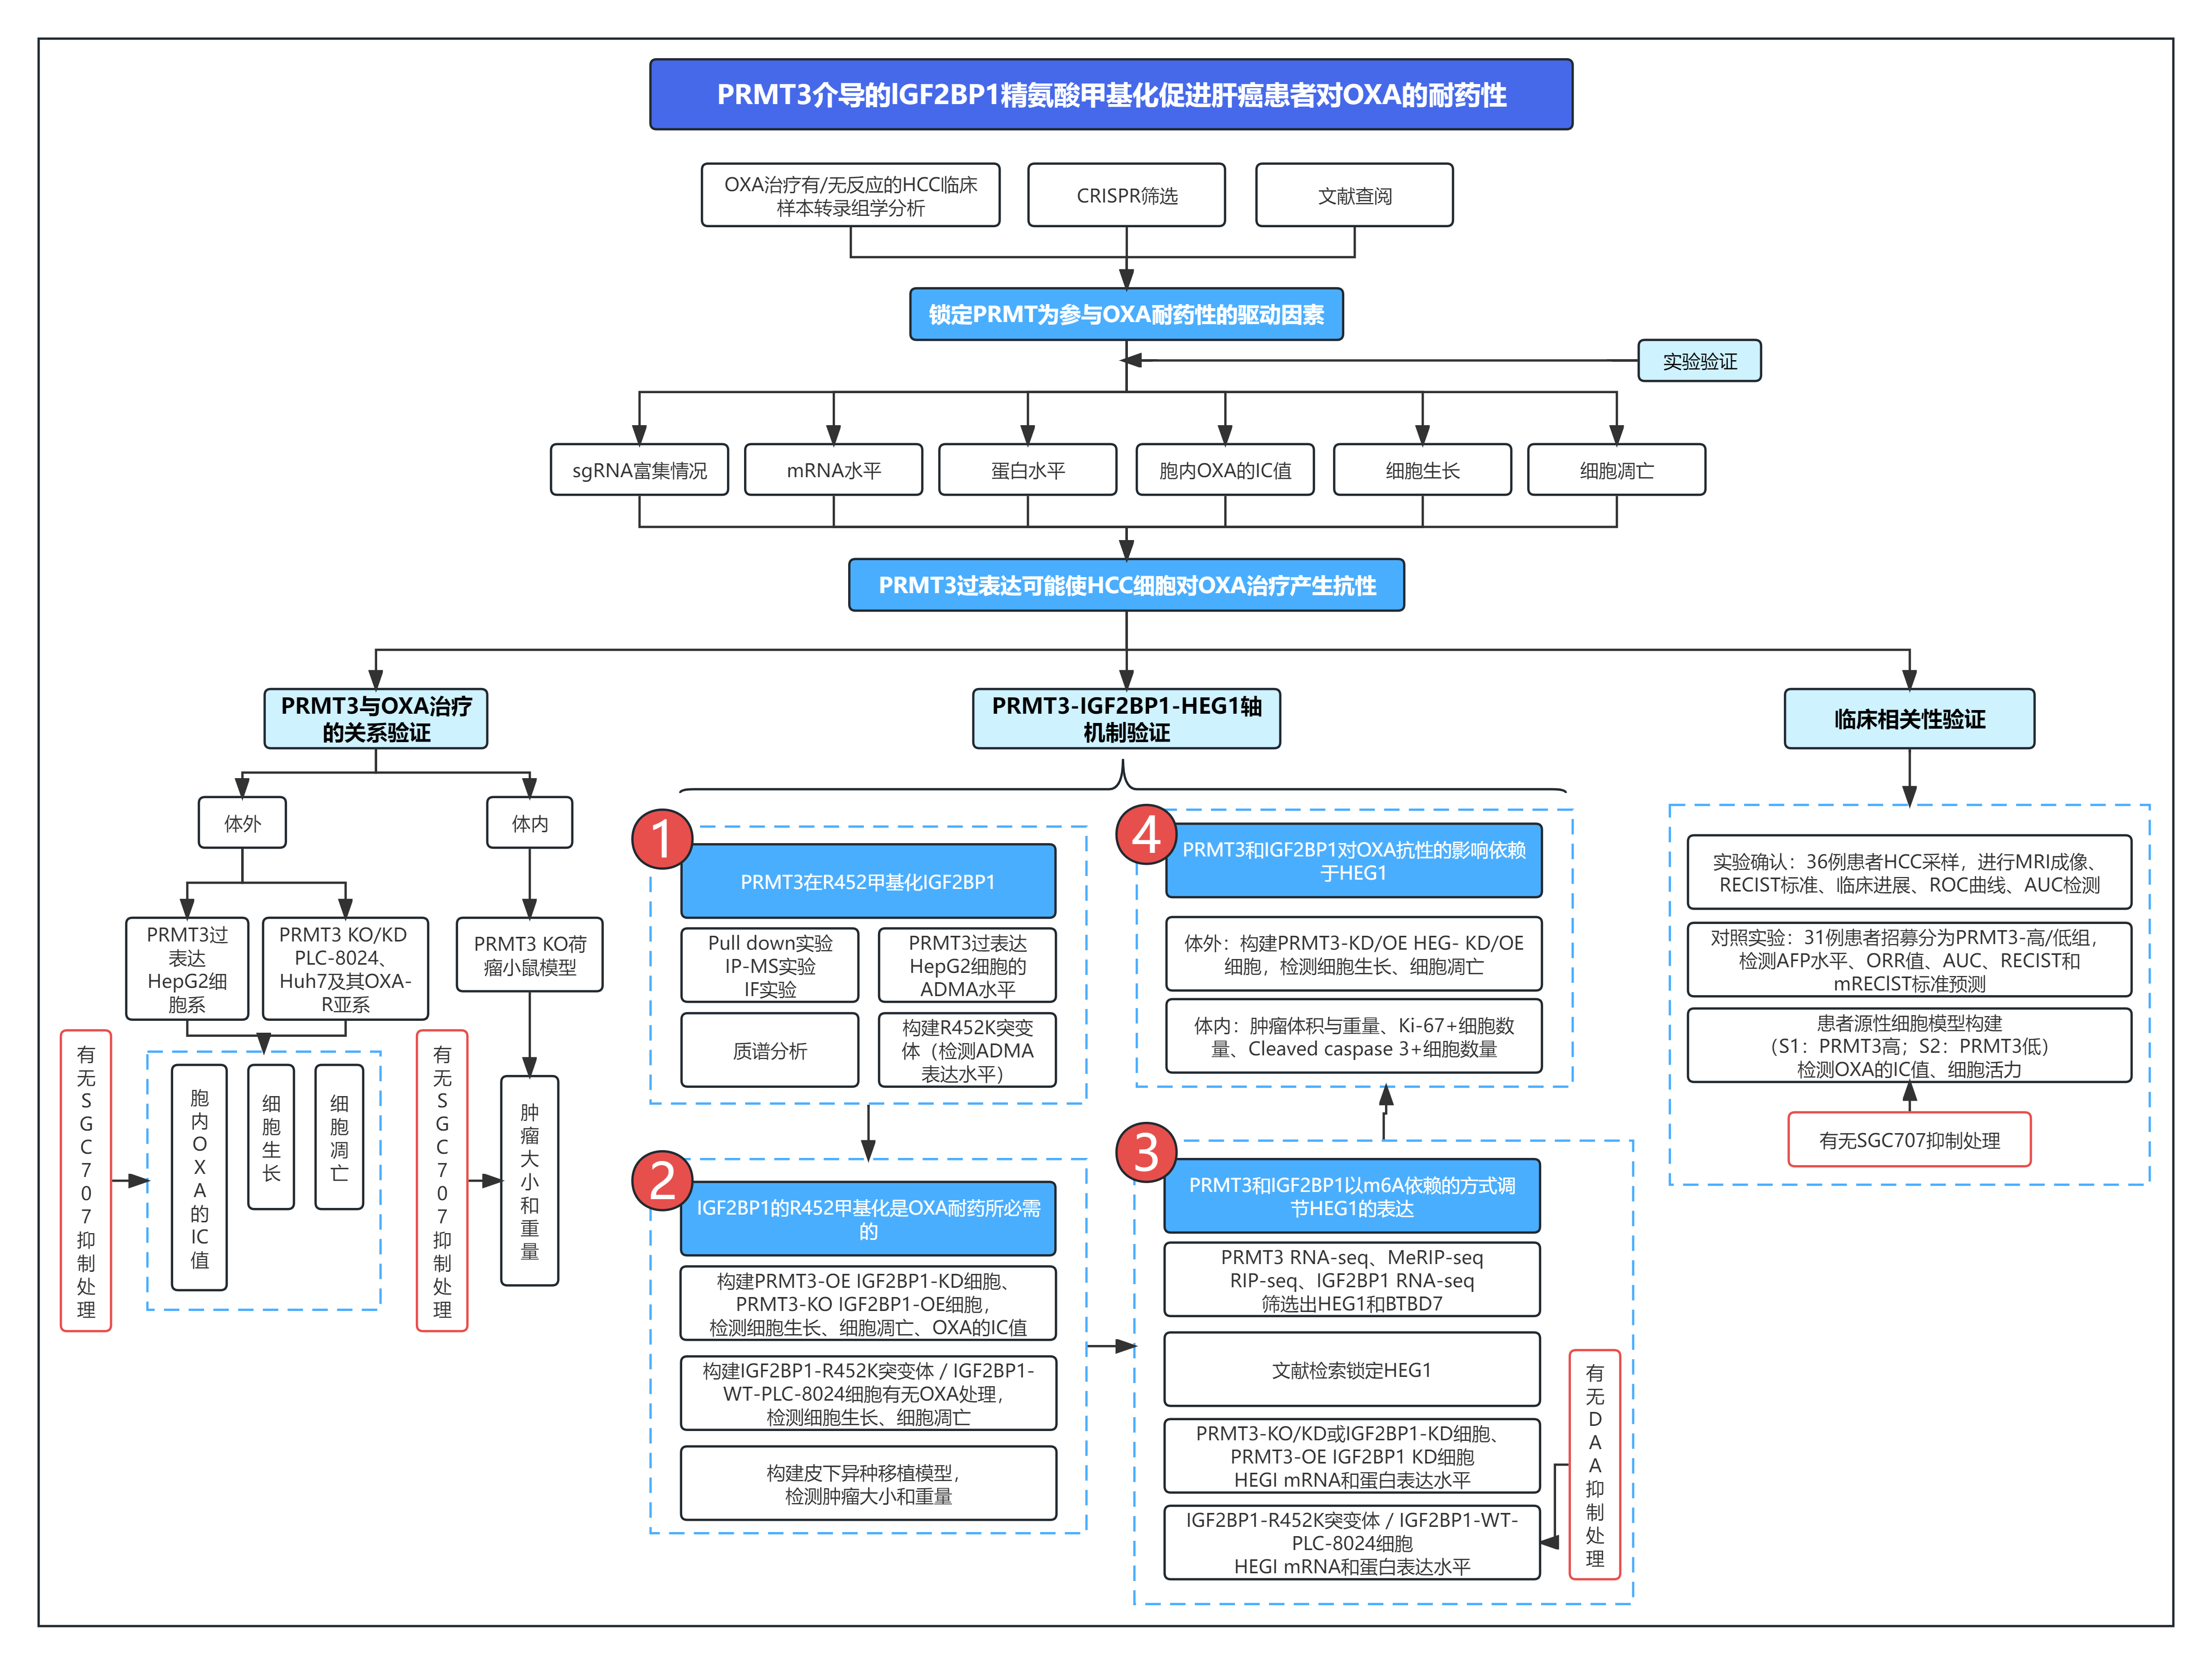 PRMT3介导的IGF2BP1精氨酸甲基化促进肝癌患者对OXA的耐药性
OXA治疗有/无反应的HCC临床
样本转录组学分析
CRISPR筛选
文献查阅
锁定PRMT为参与OXA耐药性的驱动因素
实验验证
sgRNA富集情况
mRNA水平
蛋白水平
胞内OXA的IC值
细胞生长
细胞凋亡
PRMT3过表达可能使HCC细胞对OXA治疗产生抗性
PRMT3与OXA治疗
的关系验证
体外
体内
PRMT3过
表达
HepG2细
胞系
PRMT3 KO/KD
PLC-8024、
Huh7及其OXA-
R亚系
PRMT3 KO荷
瘤小鼠模型
有无SGC707抑制处理
胞内OXA的IC值
细胞生长
细胞凋亡
有无SGC707抑制处理
肿瘤大小和重量
PRMT3-IGF2BP1-HEG1轴
机制验证
1
PRMT3在R452甲基化IGF2BP1
Pull down实验
IP-MS实验
IF实验
PRMT3过表达
HepG2细胞的
ADMA水平
质谱分析
构建R452K突变
体（检测ADMA
表达水平）
2
IGF2BP1的R452甲基化是OXA耐药所必需
的
构建PRMT3-OE IGF2BP1-KD细胞、
PRMT3-KO IGF2BP1-OE细胞，
检测细胞生长、细胞凋亡、OXA的IC值
构建IGF2BP1-R452K突变体 / IGF2BP1-
WT-PLC-8024细胞有无OXA处理，
检测细胞生长、细胞凋亡
构建皮下异种移植模型，
检测肿瘤大小和重量
3
PRMT3和IGF2BP1以m6A依赖的方式调
节HEG1的表达
PRMT3 RNA-seq、MeRIP-seq
RIP-seq、IGF2BP1 RNA-seq
筛选出HEG1和BTBD7
文献检索锁定HEG1
PRMT3-KO/KD或IGF2BP1-KD细胞、
PRMT3-OE IGF2BP1 KD细胞
HEGI mRNA和蛋白表达水平
IGF2BP1-R452K突变体 / IGF2BP1-WT-
PLC-8024细胞
HEGI mRNA和蛋白表达水平
有无DAA抑制处理
4
PRMT3和IGF2BP1对OXA抗性的影响依赖
于HEG1
体外：构建PRMT3-KD/OE HEG- KD/OE
细胞，检测细胞生长、细胞凋亡
体内：肿瘤体积与重量、Ki-67+细胞数
量、Cleaved caspase 3+细胞数量
临床相关性验证
实验确认：36例患者HCC采样，进行MRI成像、
RECIST标准、临床进展、ROC曲线、AUC检测
对照实验：31例患者招募分为PRMT3-高/低组，
检测AFP水平、ORR值、AUC、RECIST和
mRECIST标准预测
患者源性细胞模型构建
（S1：PRMT3高；S2：PRMT3低）
检测OXA的IC值、细胞活力
有无SGC707抑制处理